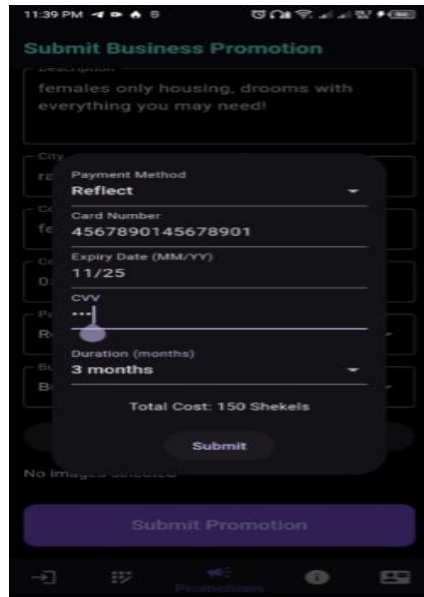 11:39 PM
Submit Business Promotion
Description
females only housing, drooms with
everything you may need!
City
Payment Method
Reflect
Card Number
4567890145678901
Expiry Date (MM/YY)
11/25
CVV
•••
Duration (months)
3 months
Total Cost: 150 Shekels
Submit
No images selected
Submit Promotion
Promotions